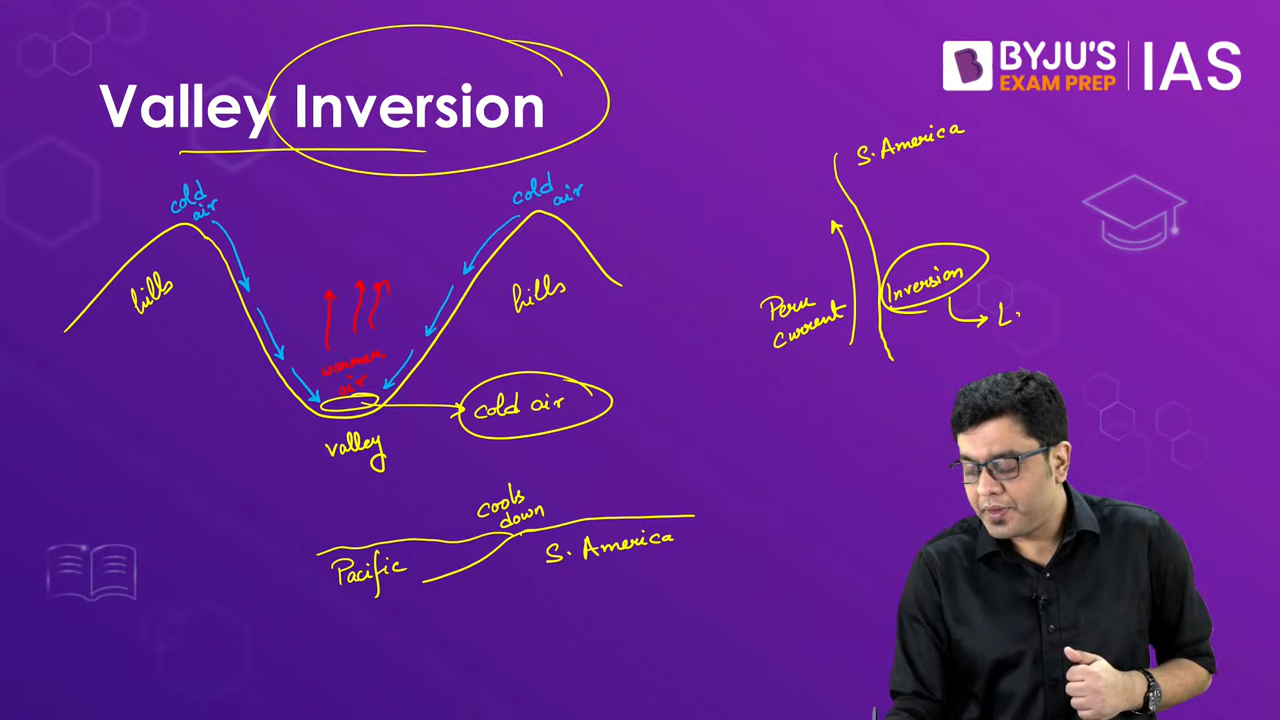 Valley Inversion
BYJU'S
EXAM PREP
IAS
S. America
cold
air
cold
air
hills
hills
Inversion
Peru
current
L.
warmer
air
cold air
valley
cools
down
Pacific
S. America